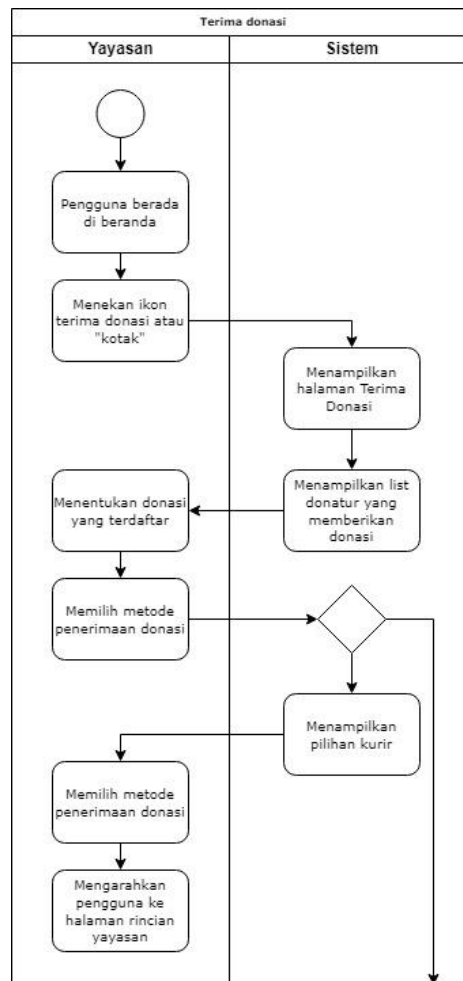 Terima donasi
Yayasan
Sistem
Pengguna berada
di beranda
Menekan ikon
terima donasi atau
"kotak"
Menampilkan
halaman Terima
Donasi
Menampilkan list
donatur yang
memberikan
donasi
Menentukan donasi
yang terdaftar
Memilih metode
penerimaan donasi
Menampilkan
pilihan kurir
Memilih metode
penerimaan donasi
Mengarahkan
pengguna ke
halaman rincian
yayasan